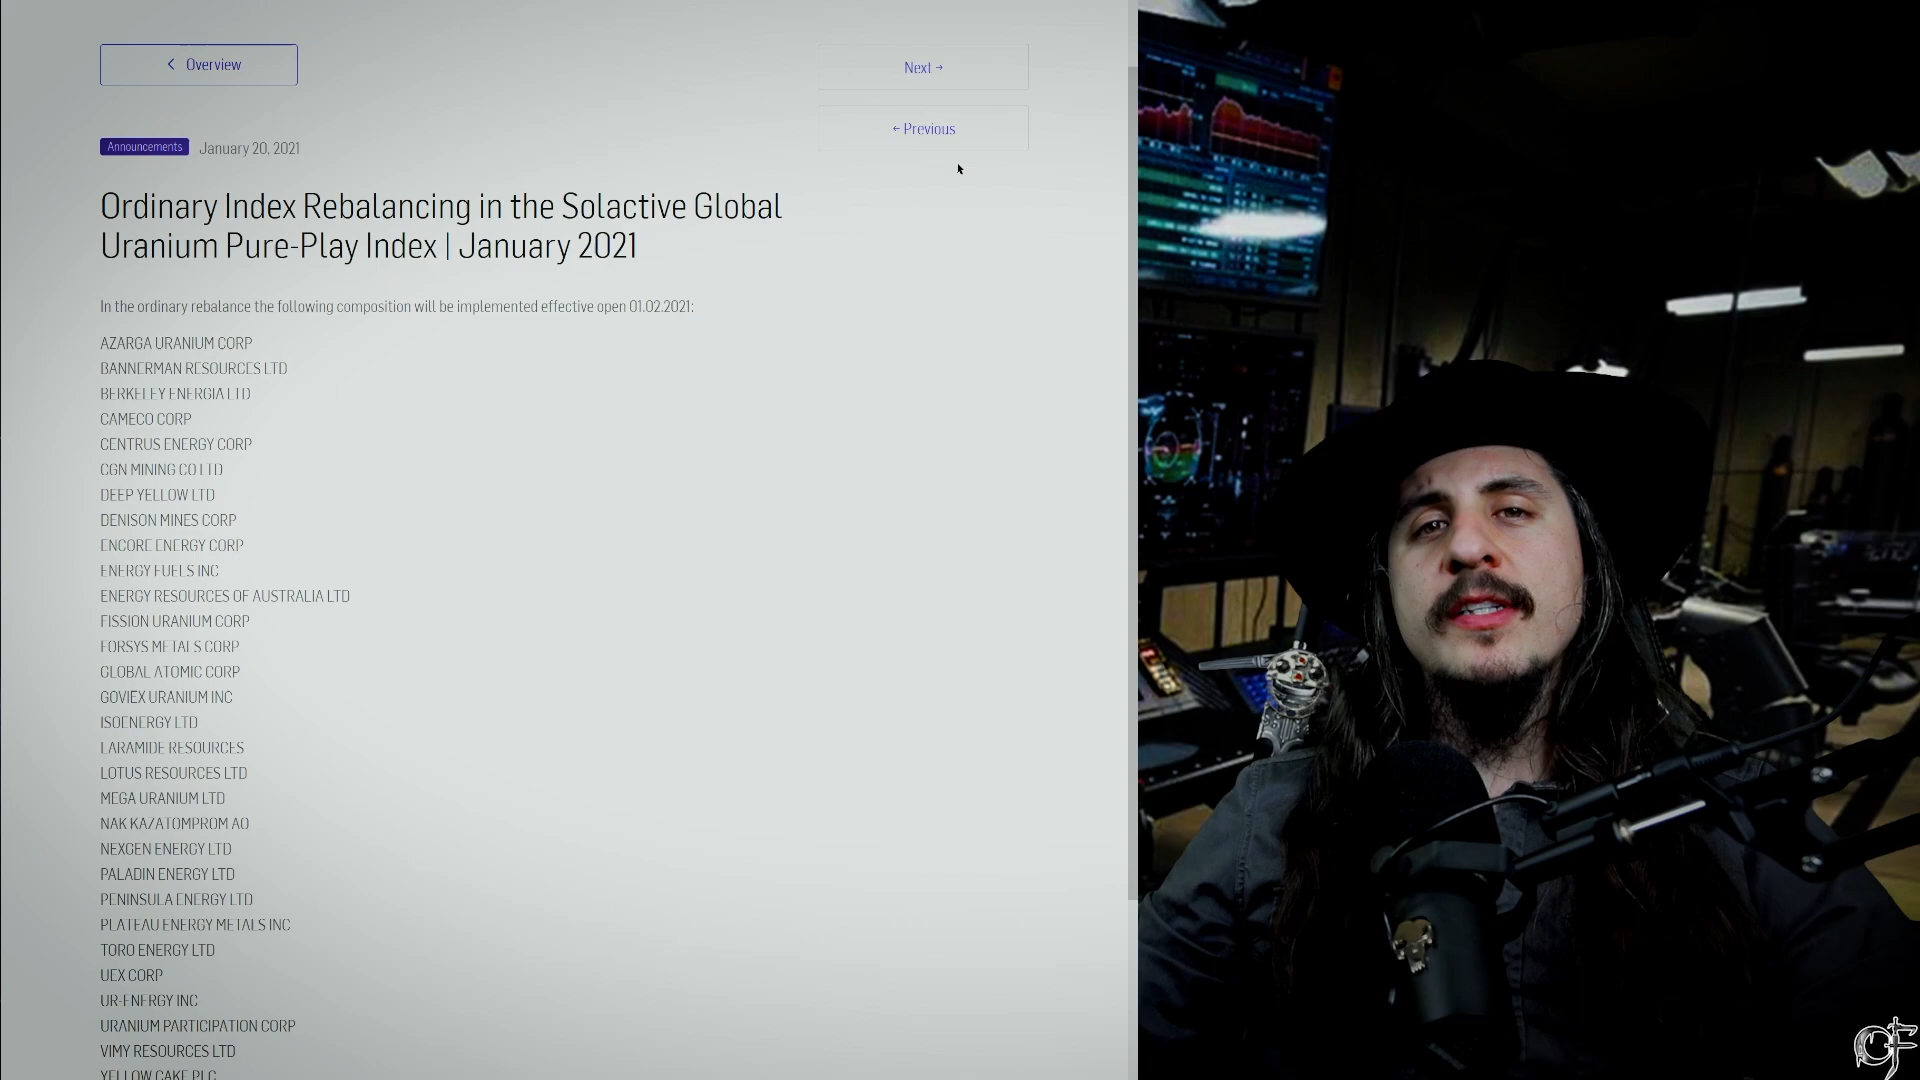 Overview
Next →
← Previous
Announcements January 20, 2021
Ordinary Index Rebalancing in the Solactive Global
Uranium Pure-Play Index | January 2021
In the ordinary rebalance the following composition will be implemented effective open 01.02.2021:
AZARGA URANIUM CORP
BANNERMAN RESOURCES LTD
BERKELEY ENERGIA LTD
CAMECO CORP
CENTRUS ENERGY CORP
CGN MINING CO LTD
DEEP YELLOW LTD
DENISON MINES CORP
ENCORE ENERGY CORP
ENERGY FUELS INC
ENERGY RESOURCES OF AUSTRALIA LTD
FISSION URANIUM CORP
FORSYS METALS CORP
GLOBAL ATOMIC CORP
GOVIEX URANIUM INC
ISOENERGY LTD
LARAMIDE RESOURCES
LOTUS RESOURCES LTD
MEGA URANIUM LTD
NAK KAZATOMPROM AO
NEXGEN ENERGY LTD
PALADIN ENERGY LTD
PENINSULA ENERGY LTD
PLATEAU ENERGY METALS INC
TORO ENERGY LTD
UEX CORP
UR-ENERGY INC
URANIUM PARTICIPATION CORP
VIMY RESOURCES LTD
YELLOW CAKE PLC